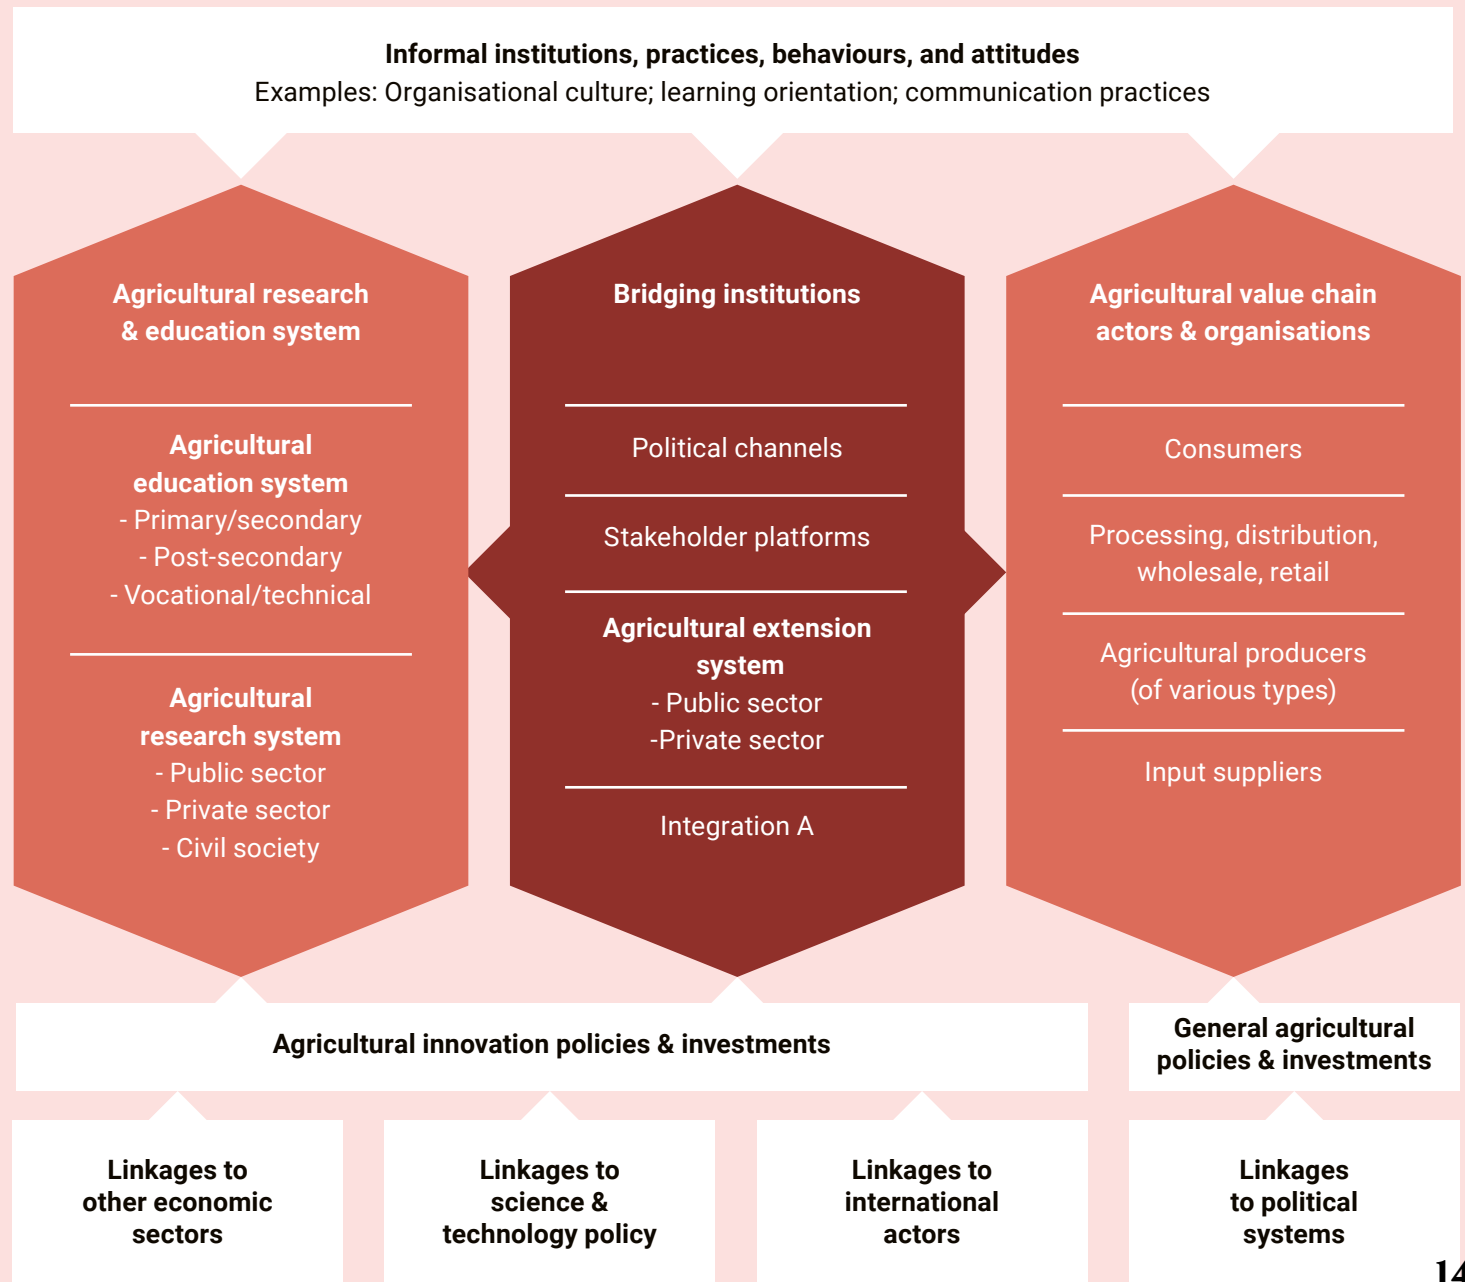 Informal institutions, practices, behaviours, and attitudes
Examples: Organisational culture; learning orientation; communication practices
Agricultural research
& education system
Agricultural
education system
- Primary/secondary
- Post-secondary
- Vocational/technical
Agricultural
research system
- Public sector
- Private sector
- Civil society
Bridging institutions
Political channels
Stakeholder platforms
Agricultural extension
system
- Public sector
-Private sector
Integration A
Agricultural value chain
actors & organisations
Consumers
Processing, distribution,
wholesale, retail
Agricultural producers
(of various types)
Input suppliers
Agricultural innovation policies & investments
General agricultural
policies & investments
Linkages to
other economic
sectors
Linkages to
science &
technology policy
Linkages to
international
actors
Linkages
to political
systems
14